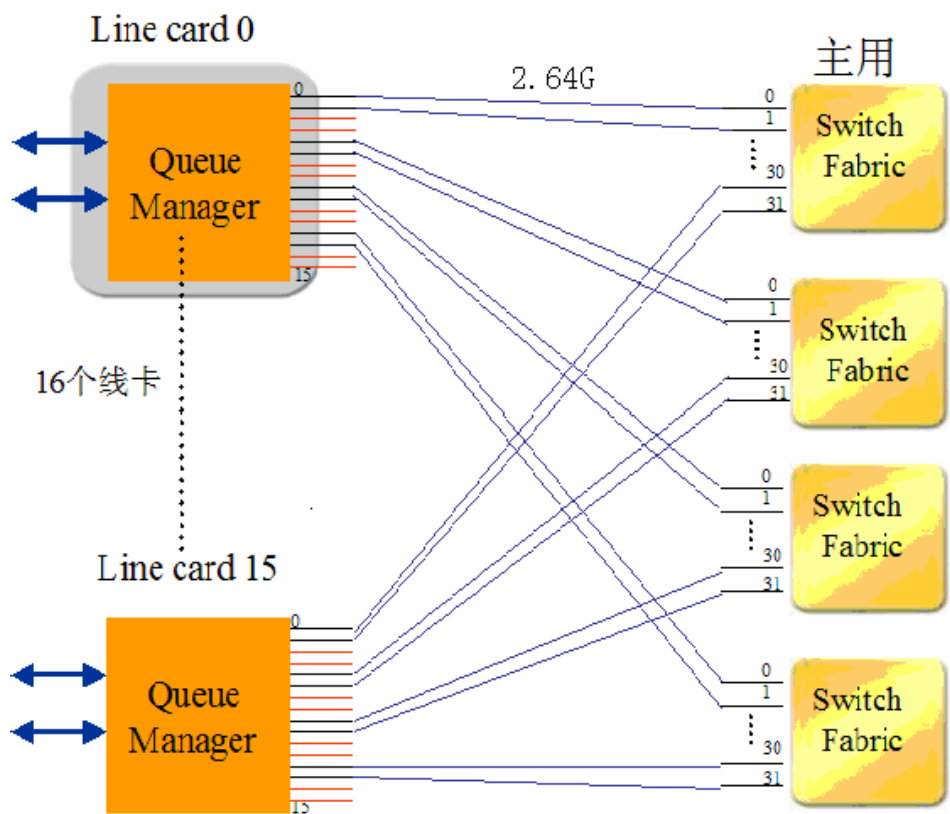 Line card 0
主用
2.64G
0
Queue
Manager
15
0
1
30
31
Switch
Fabric
0
1
30
31
Switch
Fabric
16个线卡
0
1
30
31
Switch
Fabric
Line card 15
0
Queue
Manager
15
0
1
30
31
Switch
Fabric